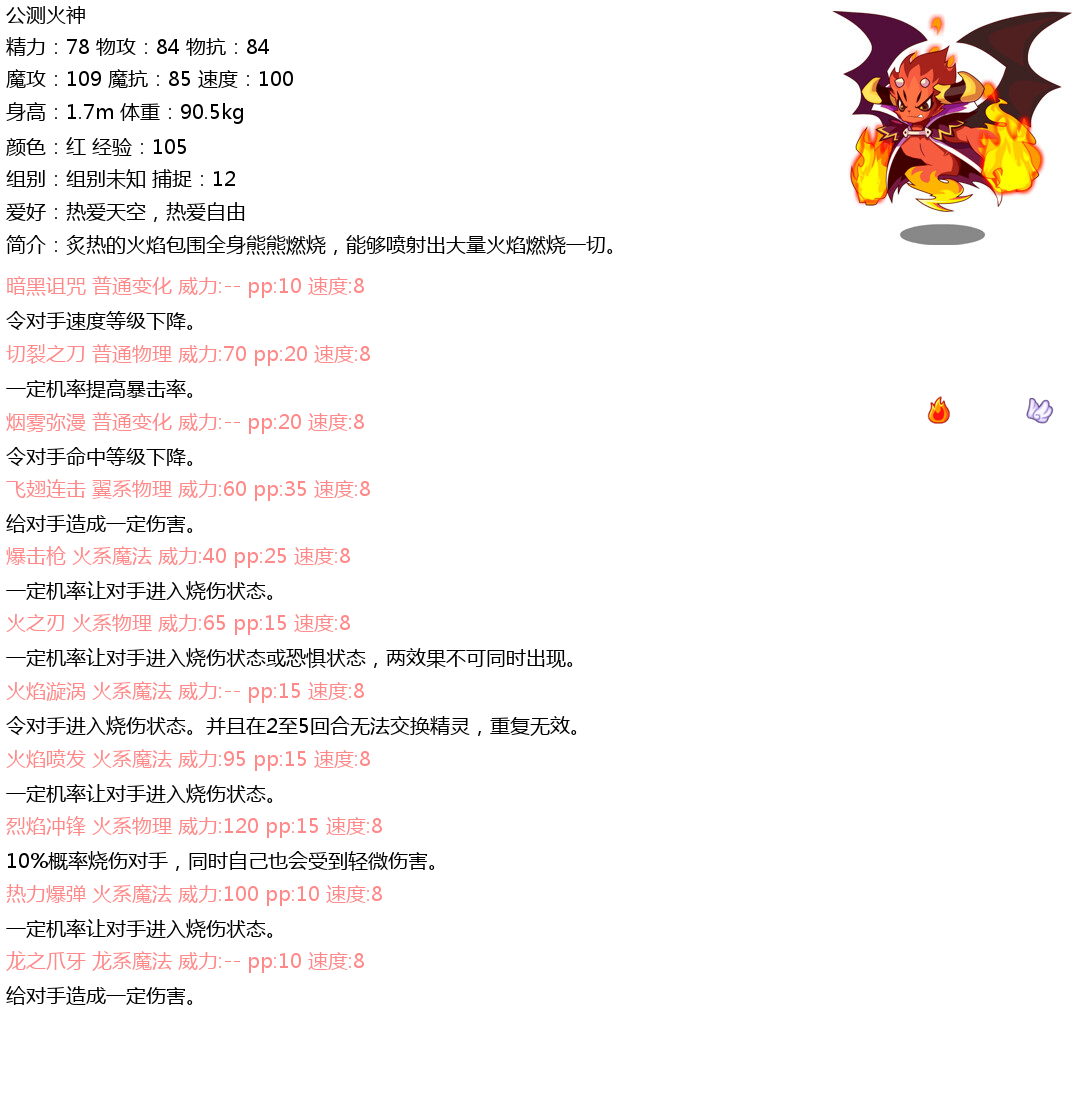 公测火神
精力：78 物攻：84 物抗：84
魔攻：109 魔抗：85 速度：100
身高：1.7m 体重：90.5kg
颜色：红 经验：105
组别：组别未知 捕捉：12
爱好：热爱天空，热爱自由
简介：炙热的火焰包围全身熊熊燃烧，能够喷射出大量火焰燃烧一切。
暗黑诅咒 普通变化 威力:-- pp:10 速度:8
令对手速度等级下降。
切裂之刀 普通物理 威力:70 pp:20 速度:8
一定机率提高暴击率。
烟雾弥漫 普通变化 威力:-- pp:20 速度:8
令对手命中等级下降。
飞翅连击 翼系物理 威力:60 pp:35 速度:8
给对手造成一定伤害。
爆击枪 火系魔法 威力:40 pp:25 速度:8
一定机率让对手进入烧伤状态。
火之刃 火系物理 威力:65 pp:15 速度:8
一定机率让对手进入烧伤状态或恐惧状态，两效果不可同时出现。
火焰漩涡 火系魔法 威力:-- pp:15 速度:8
令对手进入烧伤状态。并且在2至5回合无法交换精灵，重复无效。
火焰喷发 火系魔法 威力:95 pp:15 速度:8
一定机率让对手进入烧伤状态。
烈焰冲锋 火系物理 威力:120 pp:15 速度:8
10%概率烧伤对手，同时自己也会受到轻微伤害。
热力爆弹 火系魔法 威力:100 pp:10 速度:8
一定机率让对手进入烧伤状态。
龙之爪牙 龙系魔法 威力:-- pp:10 速度:8
给对手造成一定伤害。